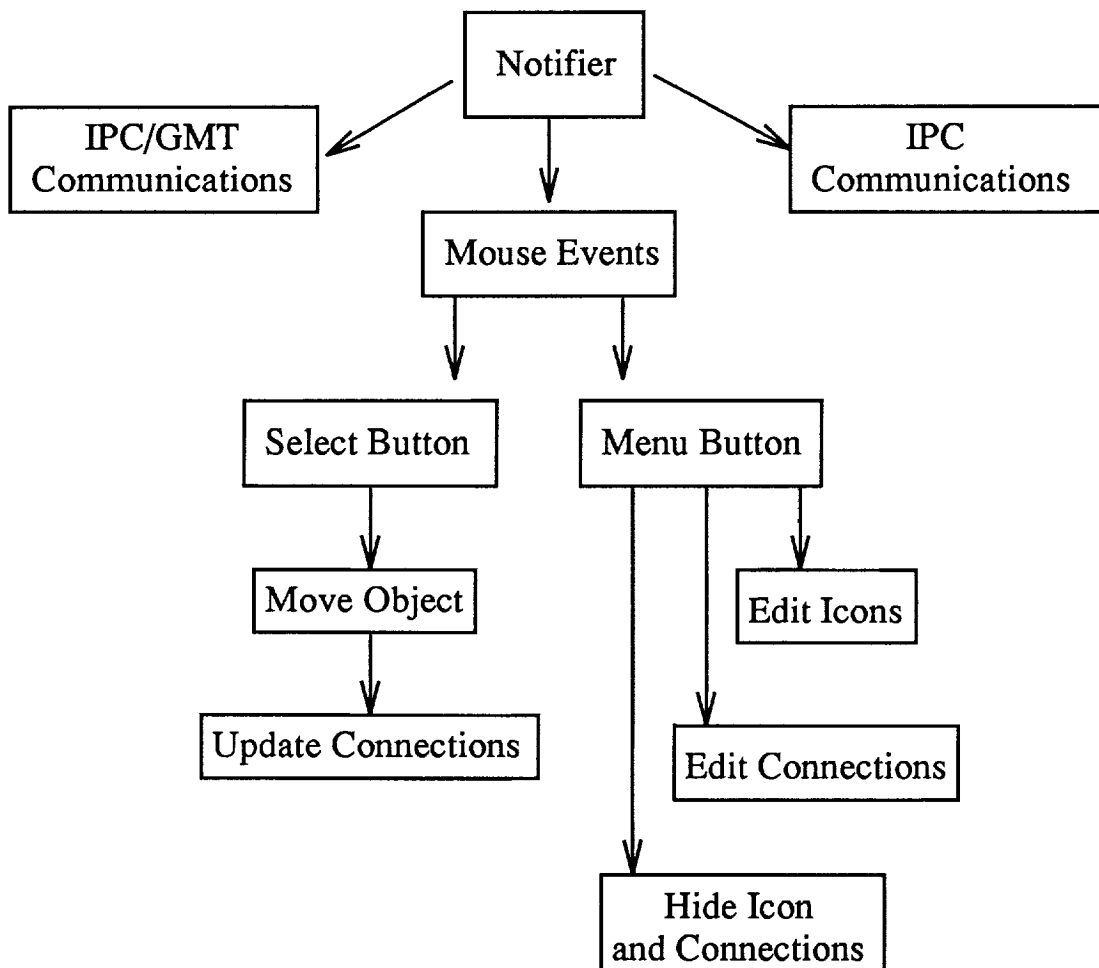 Notifier
IPC/GMT
Communications
IPC
Communications
Mouse Events
Select Button
Menu Button
Move Object
Edit Icons
Update Connections
Edit Connections
Hide Icon
and Connections